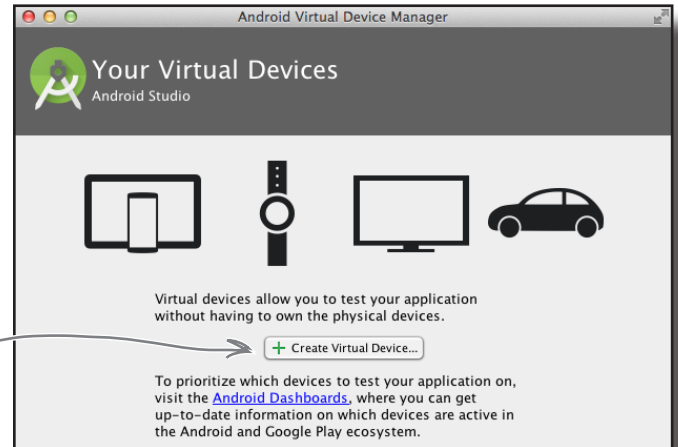 Android Virtual Device Manager
Your Virtual Devices
Android Studio
Virtual devices allow you to test your application
without having to own the physical devices.
Create Virtual Device...
To prioritize which devices to test your application on,
visit the Android Dashboards, where you can get
up-to-date information on which devices are active in
the Android and Google Play ecosystem.